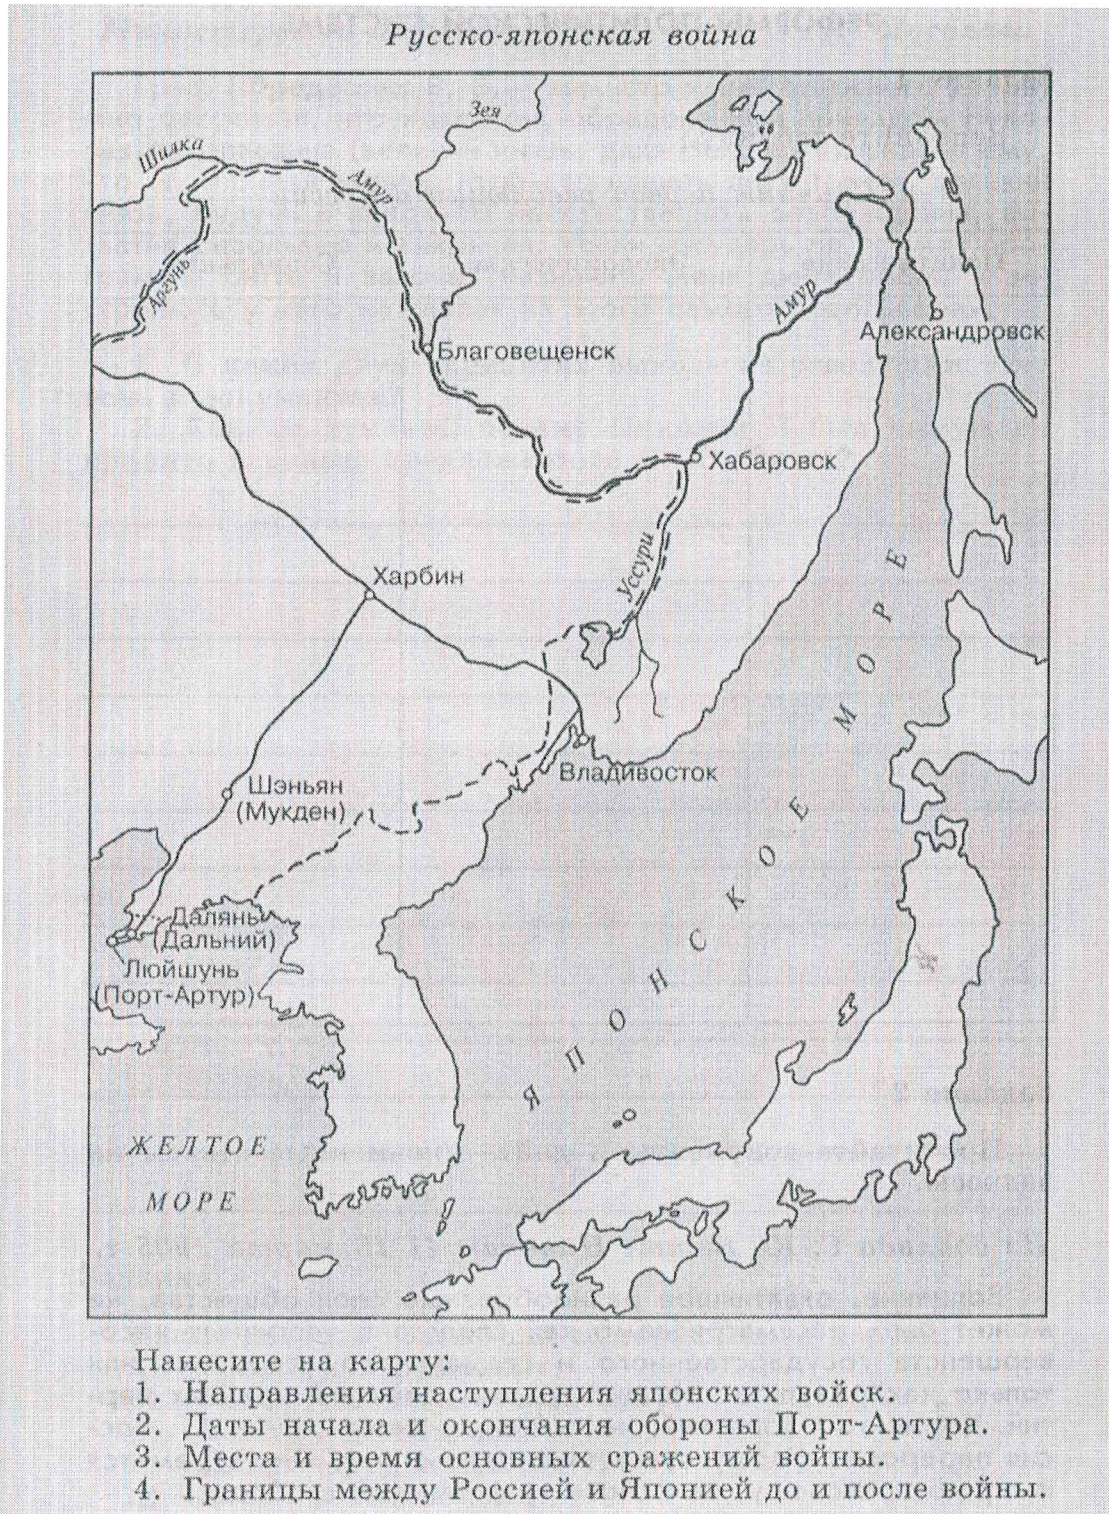 Русско-японская война
Зея
Шилка
Амур
Аргунь
Амур
Александровск
Благовещенск
Хабаровск
Уссури
Харбин
Владивосток
Шэньян
(Мукден)
Далянь
(Дальний)
Люйшунь
(Порт-Артур)
ЯПОНСКОЕ МОРЕ
ЖЕЛТОЕ
МОРЕ
Нанесите на карту:
1. Направления наступления японских войск.
2. Даты начала и окончания обороны Порт-Артура.
3. Места и время основных сражений войны.
4. Границы между Россией и Японией до и после войны.